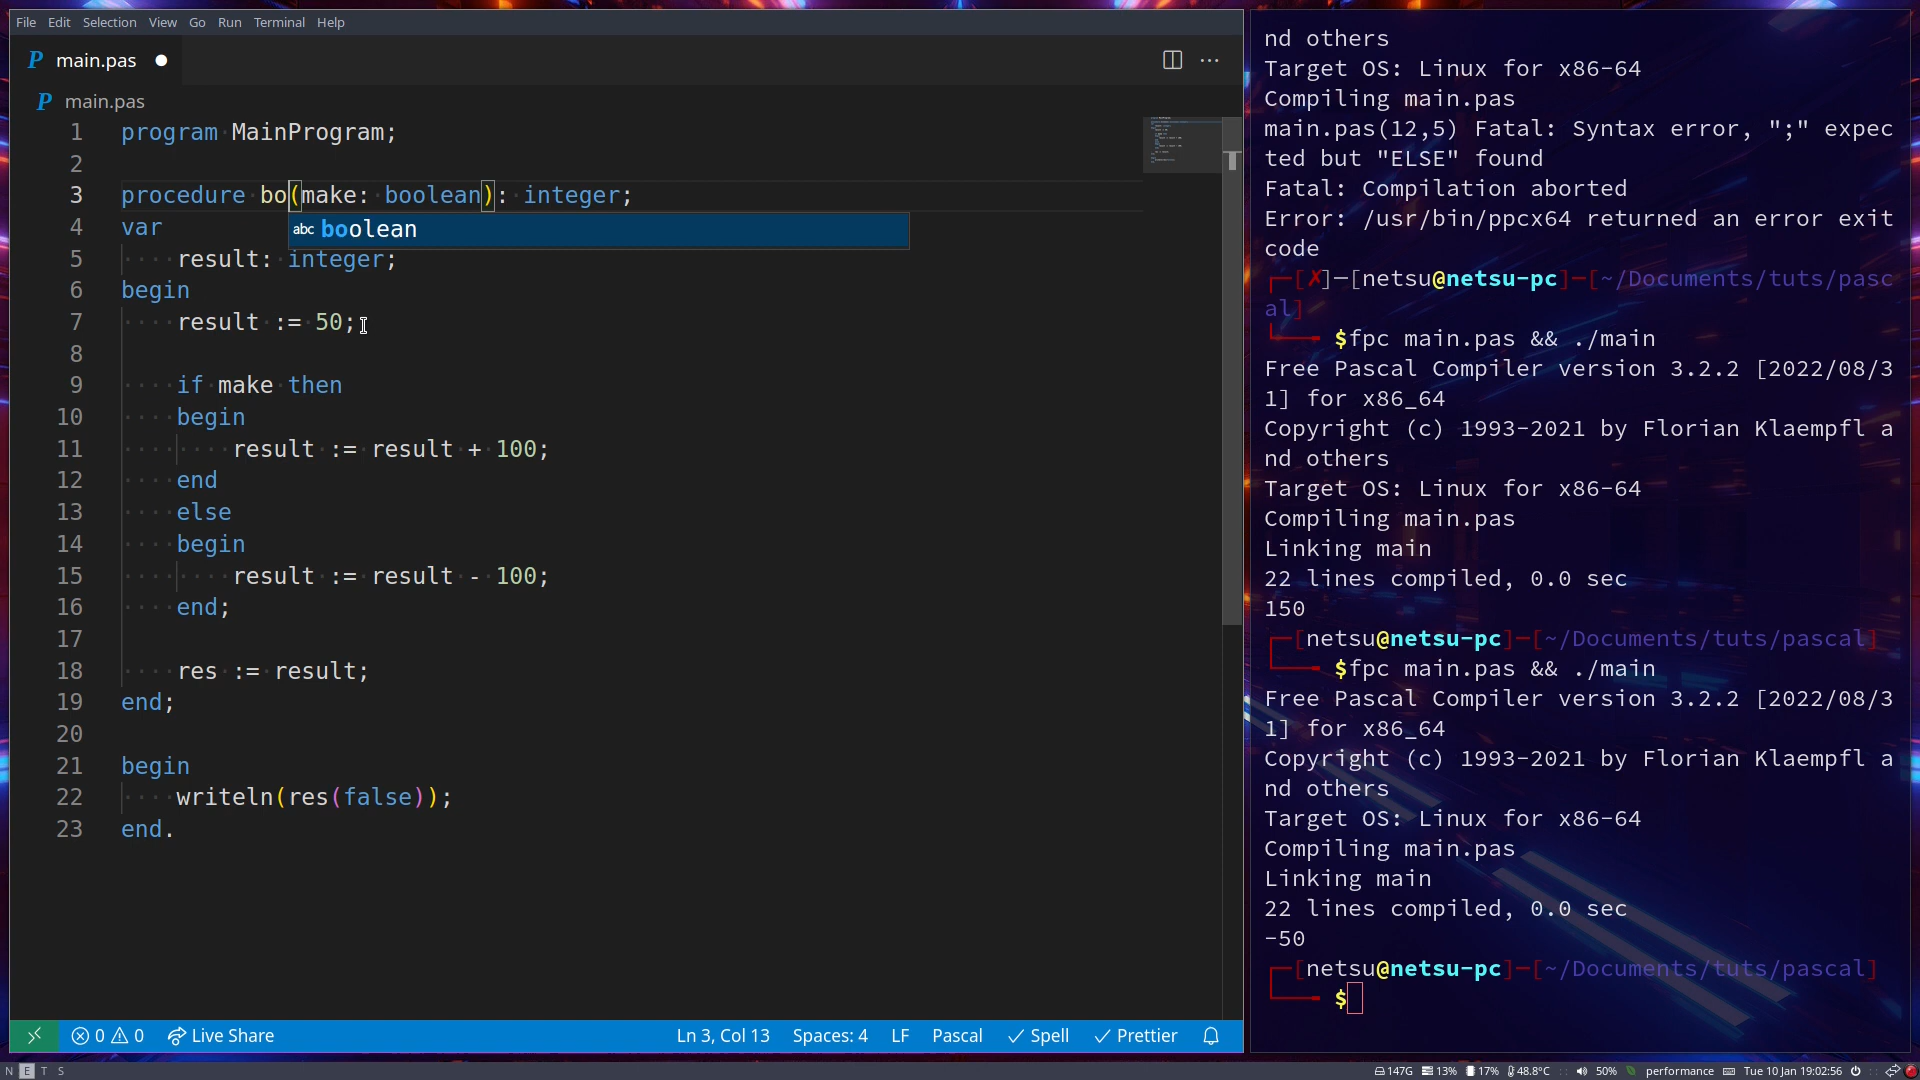 File Edit Selection View Go Run Terminal Help
P main.pas
P main.pas
1 program MainProgram;
2
3 procedure bo(make: boolean): integer;
abc boolean
4 var
5 result: integer;
6 begin
7 result := 50;
8
9 if make then
10 begin
11 result := result + 100;
12 end
13 else
14 begin
15 result := result - 100;
16 end;
17
18 res := result;
19 end;
20
21 begin
22 writeln(res(false));
23 end.
0 0 Live Share Ln 3, Col 13 Spaces: 4 LF Pascal Spell Prettier
nd others
Target OS: Linux for x86-64
Compiling main.pas
main.pas(12,5) Fatal: Syntax error, ";" expec
ted but "ELSE" found
Fatal: Compilation aborted
Error: /usr/bin/ppcx64 returned an error exit
code
┌─[✗]─[netsu@netsu-pc]─[~/Documents/tuts/pasc
al]
└──╼ $fpc main.pas && ./main
Free Pascal Compiler version 3.2.2 [2022/08/3
1] for x86_64
Copyright (c) 1993-2021 by Florian Klaempfl a
nd others
Target OS: Linux for x86-64
Compiling main.pas
Linking main
22 lines compiled, 0.0 sec
150
┌─[netsu@netsu-pc]─[~/Documents/tuts/pascal]
└──╼ $fpc main.pas && ./main
Free Pascal Compiler version 3.2.2 [2022/08/3
1] for x86_64
Copyright (c) 1993-2021 by Florian Klaempfl a
nd others
Target OS: Linux for x86-64
Compiling main.pas
Linking main
22 lines compiled, 0.0 sec
-50
┌─[netsu@netsu-pc]─[~/Documents/tuts/pascal]
└──╼ $
N E T S 147G 13% 17% 48.8°C 50% performance Tue 10 Jan 19:02:56